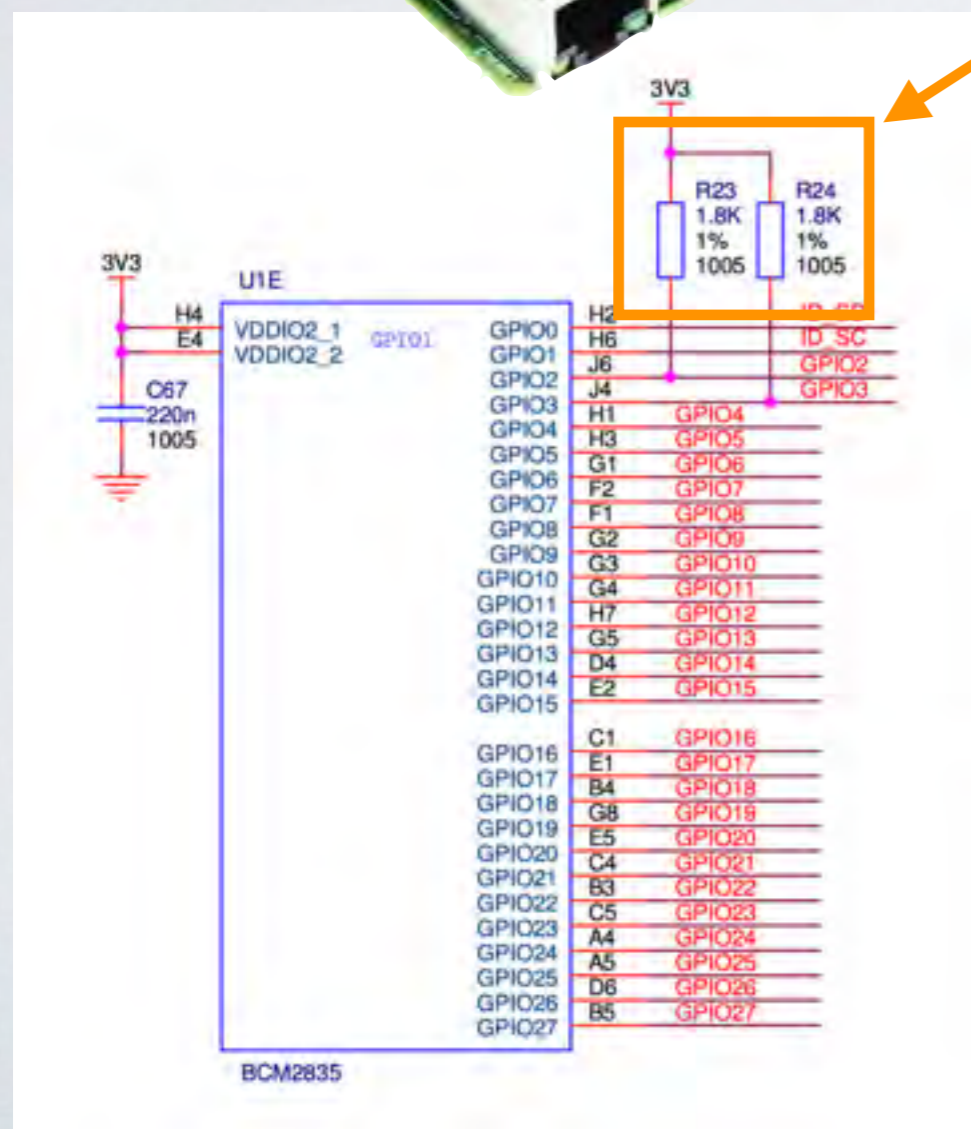 3V3
R23 R24
1.8K 1.8K
1% 1%
1005 1005
3V3
U1E
H4 VDDIO2_1 GPIO1 GPIO0 H2
E4 VDDIO2_2 GPIO1 H6 ID_SC
GPIO2 J6 GPIO2
C67
220n
1005
GPIO3 J4 GPIO3
GPIO4 H1 GPIO4
GPIO5 H3 GPIO5
GPIO6 G1 GPIO6
GPIO7 F2 GPIO7
GPIO8 F1 GPIO8
GPIO9 G2 GPIO9
GPIO10 G3 GPIO10
GPIO11 G4 GPIO11
GPIO12 H7 GPIO12
GPIO13 G5 GPIO13
GPIO14 D4 GPIO14
GPIO15 E2 GPIO15
GPIO16 C1 GPIO16
GPIO17 E1 GPIO17
GPIO18 B4 GPIO18
GPIO19 G8 GPIO19
GPIO20 E5 GPIO20
GPIO21 C4 GPIO21
GPIO22 B3 GPIO22
GPIO23 C5 GPIO23
GPIO24 A4 GPIO24
GPIO25 A5 GPIO25
GPIO26 D6 GPIO26
GPIO27 B5 GPIO27
BCM2835